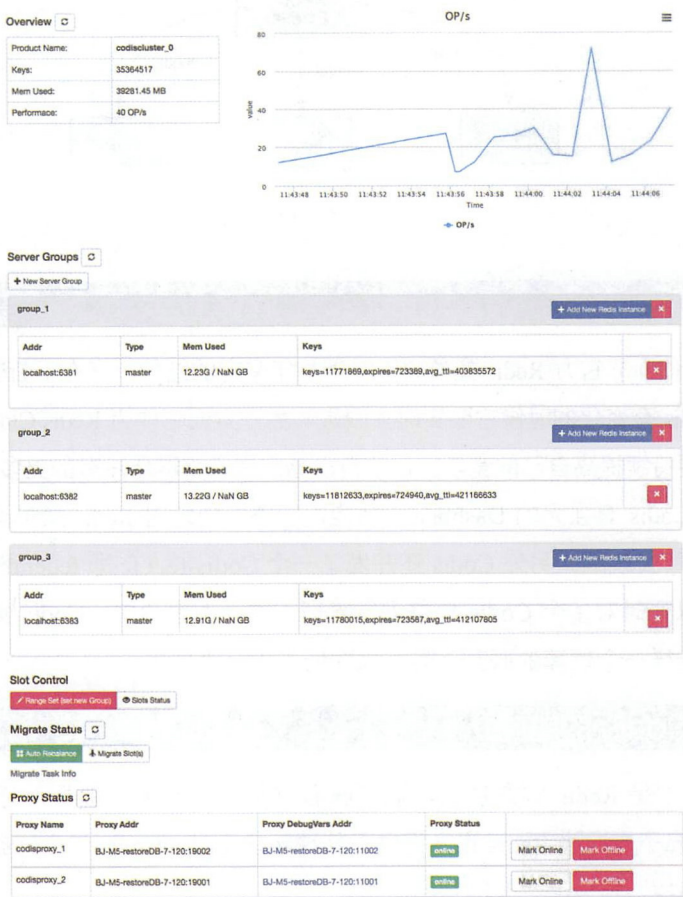 Overview
Product Name: codiscluster_0
Keys: 35364517
Mem Used: 39281.45 MB
Performace: 40 OP/s
OP/s
80
60
40
20
0
value
11:43:48 11:43:50 11:43:52 11:43:54 11:43:56 11:43:58 11:44:00 11:44:02 11:44:04 11:44:06
Time
OP/s
Server Groups
+ New Server Group
group_1 + Add New Redis Instance ×
Addr Type Mem Used Keys
localhost:6381 master 12.23G / NaN GB keys=11771869,expires=723389,avg_ttl=403835572 ×
group_2 + Add New Redis Instance ×
Addr Type Mem Used Keys
localhost:6382 master 13.22G / NaN GB keys=11812633,expires=724940,avg_ttl=421166633 ×
group_3 + Add New Redis Instance ×
Addr Type Mem Used Keys
localhost:6383 master 12.91G / NaN GB keys=11780015,expires=723567,avg_ttl=412107805 ×
Slot Control
Range Set (set new Group) Slots Status
Migrate Status
Auto Rebalance Migrate Slot(s)
Migrate Task Info
Proxy Status
Proxy Name Proxy Addr Proxy DebugVars Addr Proxy Status
codisproxy_1 BJ-M5-restoreDB-7-120:19002 BJ-M5-restoreDB-7-120:11002 online Mark Online Mark Offline
codisproxy_2 BJ-M5-restoreDB-7-120:19001 BJ-M5-restoreDB-7-120:11001 online Mark Online Mark Offline